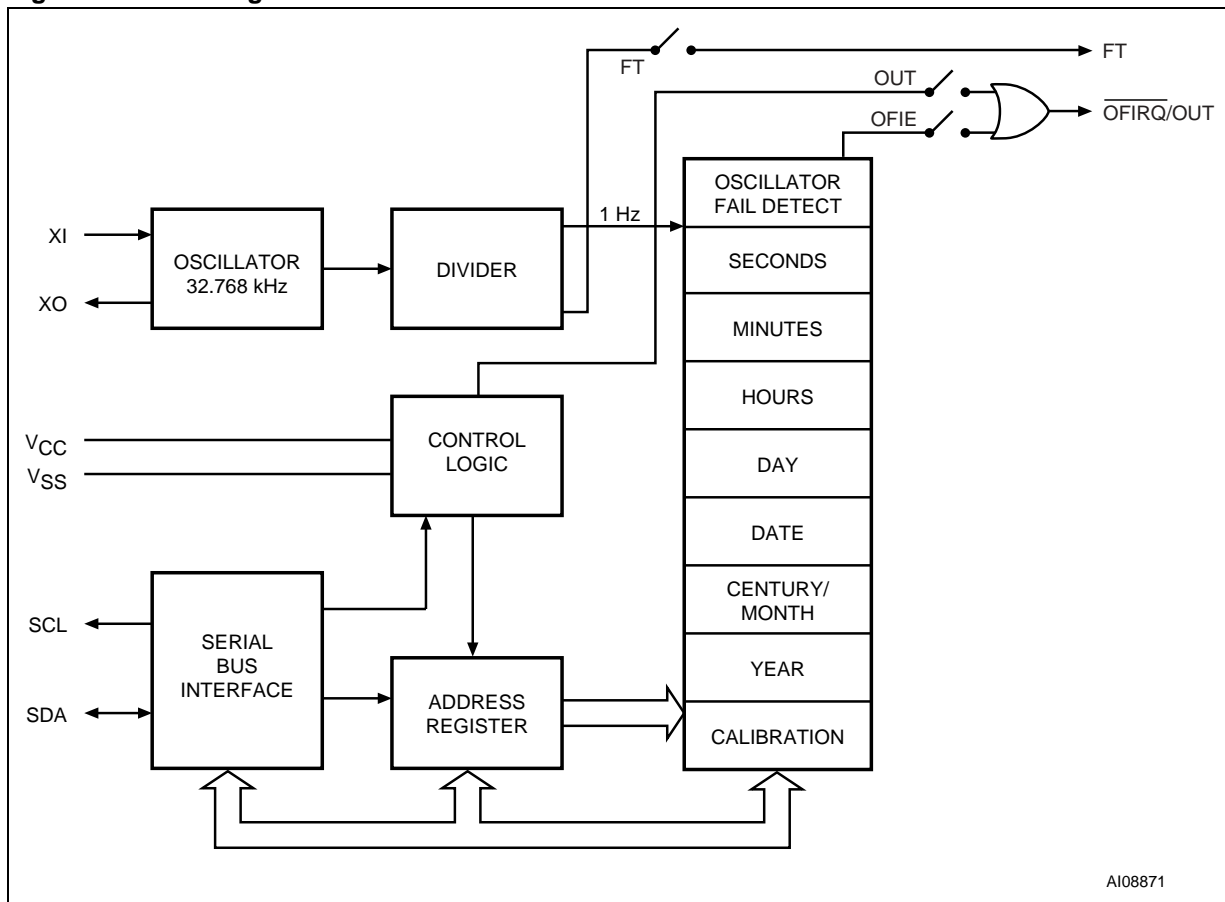 FT
FT
OUT
OFIE
OFIRQ/OUT
OSCILLATOR
FAIL DETECT
1 Hz
XI
XO
OSCILLATOR
32.768 kHz
DIVIDER
SECONDS
MINUTES
HOURS
DAY
DATE
CENTURY/
MONTH
YEAR
CALIBRATION
VCC
VSS
CONTROL
LOGIC
SCL
SDA
SERIAL
BUS
INTERFACE
ADDRESS
REGISTER
AI08871